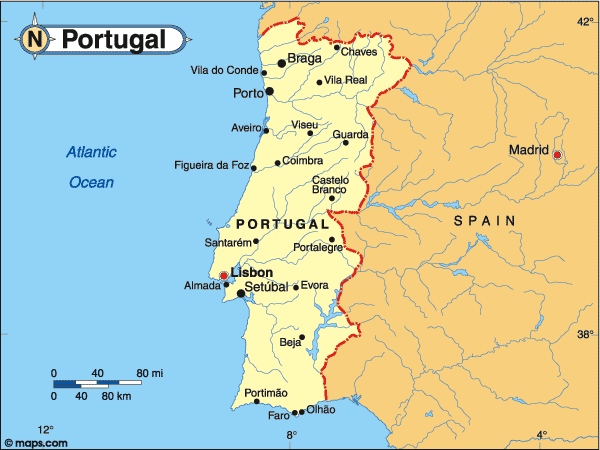 N Portugal
42°
Chaves
Braga
Vila do Conde
Vila Real
Porto
Aveiro
Viseu
Guarda
Madrid
Atlantic
Ocean
Figueira da Foz
Coimbra
Castelo
Branco
PORTUGAL
SPAIN
Santarém
Portalegre
Lisbon
Almada
Setúbal
Evora
38°
Beja
0 40 80 mi
0 40 80 km
Portimão
Faro
Olhão
12°
8°
4°
© maps.com